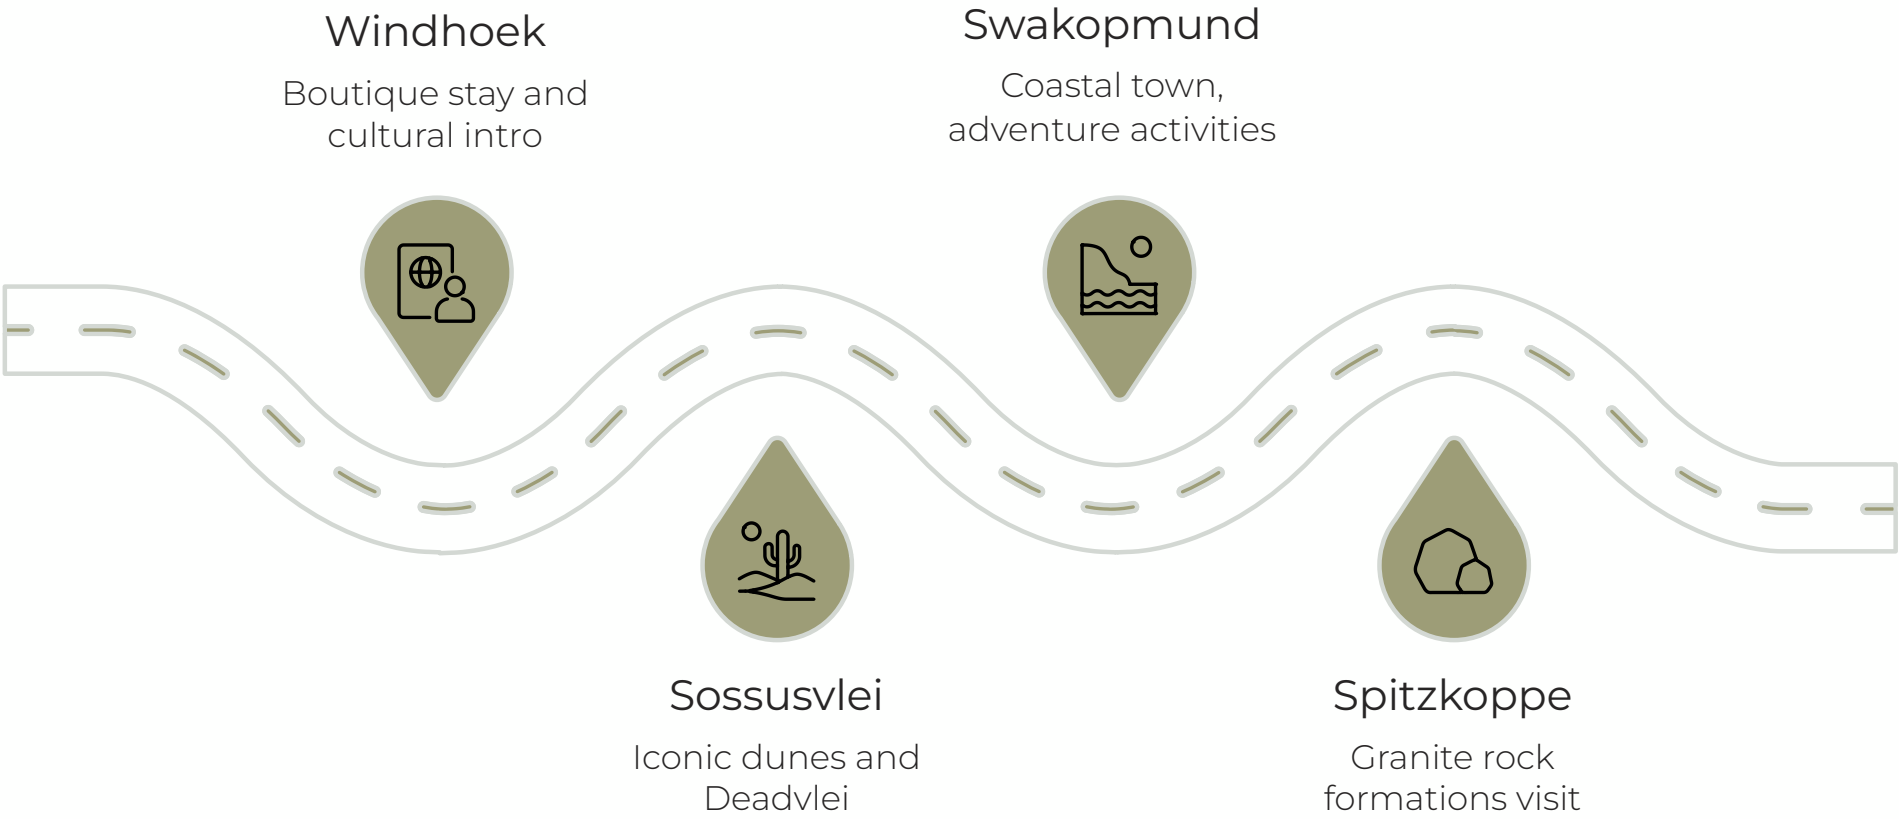 Windhoek
Boutique stay and
cultural intro
Sossusvlei
Iconic dunes and
Deadvlei
Swakopmund
Coastal town,
adventure activities
Spitzkoppe
Granite rock
formations visit